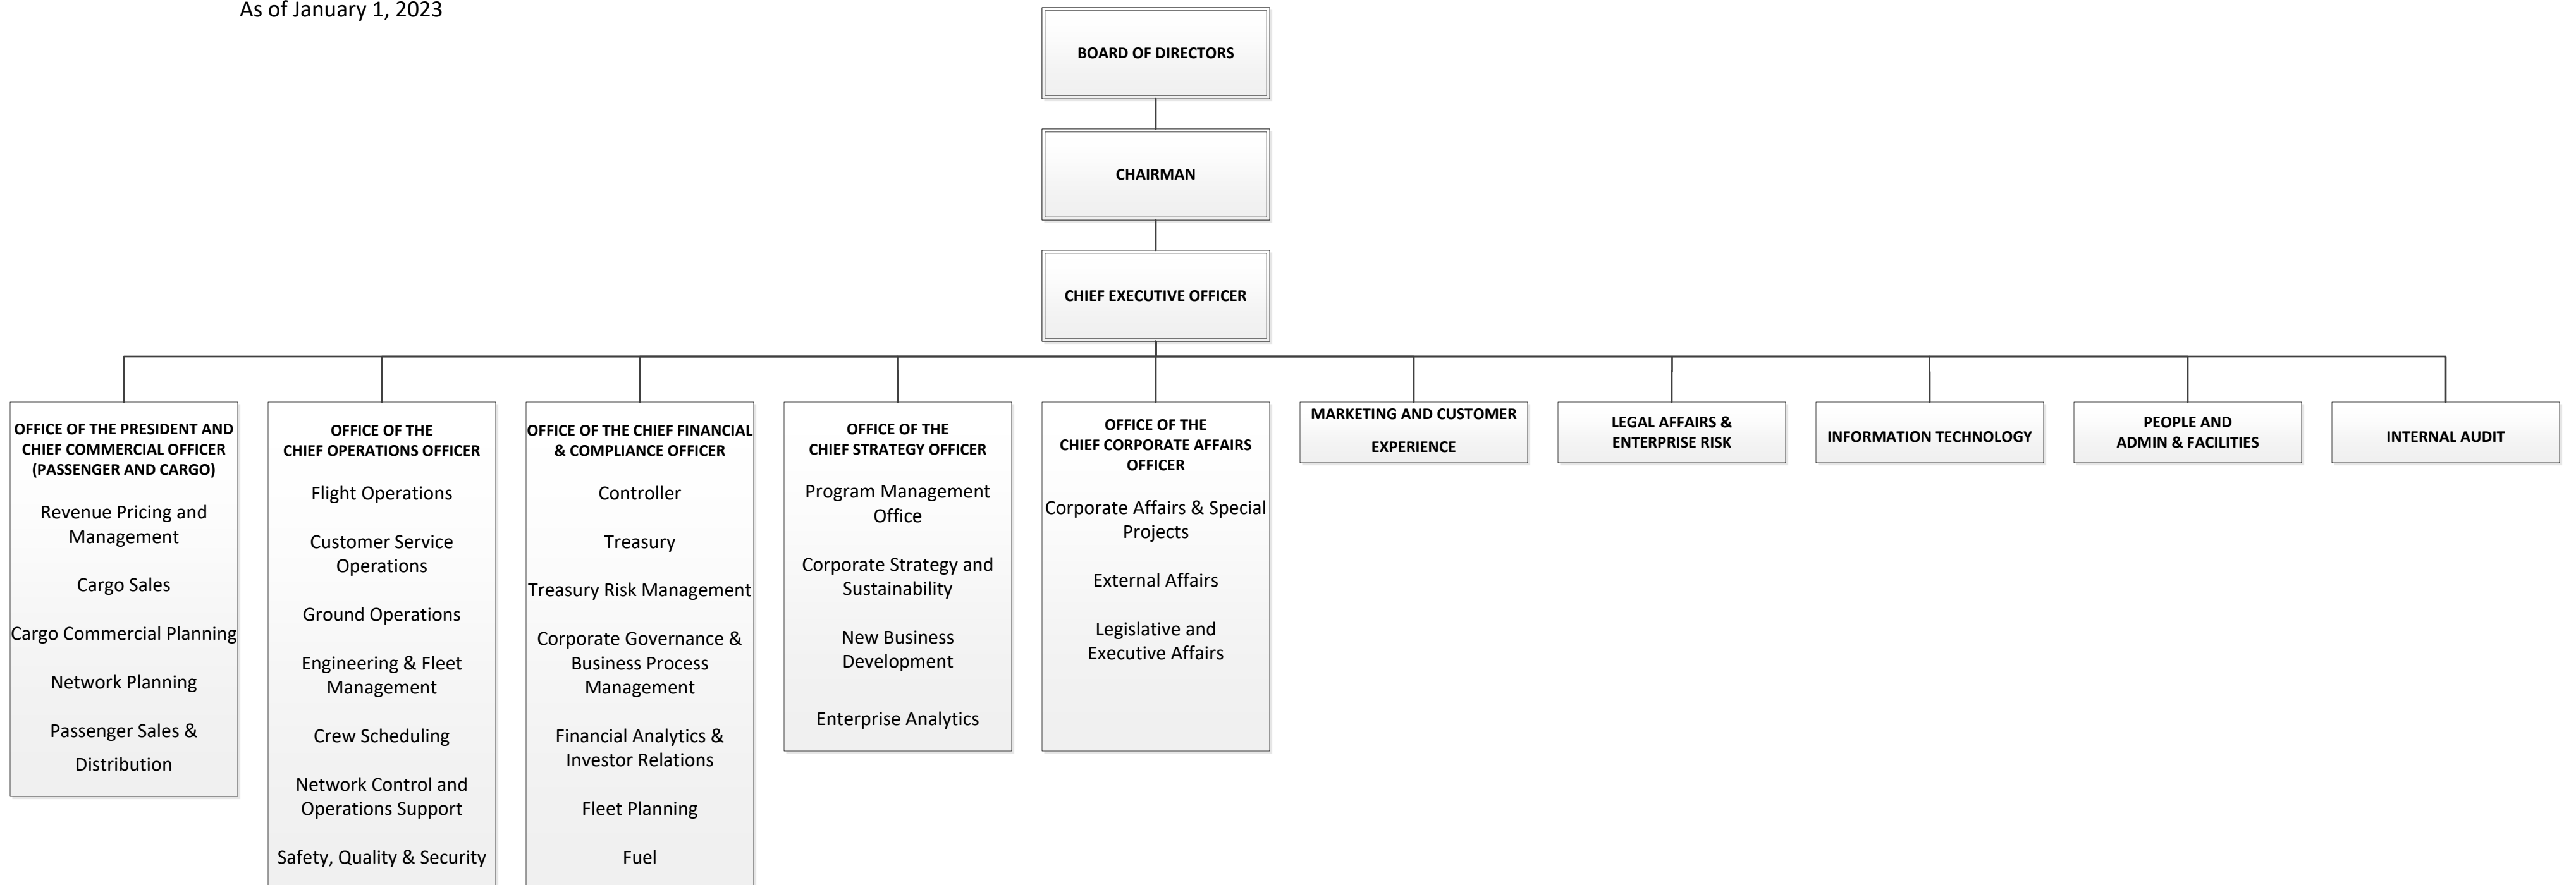 As of January 1, 2023
BOARD OF DIRECTORS
CHAIRMAN
CHIEF EXECUTIVE OFFICER
OFFICE OF THE PRESIDENT AND
CHIEF COMMERCIAL OFFICER
(PASSENGER AND CARGO)
Revenue Pricing and
Management
Cargo Sales
Cargo Commercial Planning
Network Planning
Passenger Sales &
Distribution
OFFICE OF THE
CHIEF OPERATIONS OFFICER
Flight Operations
Customer Service
Operations
Ground Operations
Engineering & Fleet
Management
Crew Scheduling
Network Control and
Operations Support
Safety, Quality & Security
OFFICE OF THE CHIEF FINANCIAL
& COMPLIANCE OFFICER
Controller
Treasury
Treasury Risk Management
Corporate Governance &
Business Process
Management
Financial Analytics &
Investor Relations
Fleet Planning
Fuel
OFFICE OF THE
CHIEF STRATEGY OFFICER
Program Management
Office
Corporate Strategy and
Sustainability
New Business
Development
Enterprise Analytics
OFFICE OF THE
CHIEF CORPORATE AFFAIRS
OFFICER
Corporate Affairs & Special
Projects
External Affairs
Legislative and
Executive Affairs
MARKETING AND CUSTOMER
EXPERIENCE
LEGAL AFFAIRS &
ENTERPRISE RISK
INFORMATION TECHNOLOGY
PEOPLE AND
ADMIN & FACILITIES
INTERNAL AUDIT